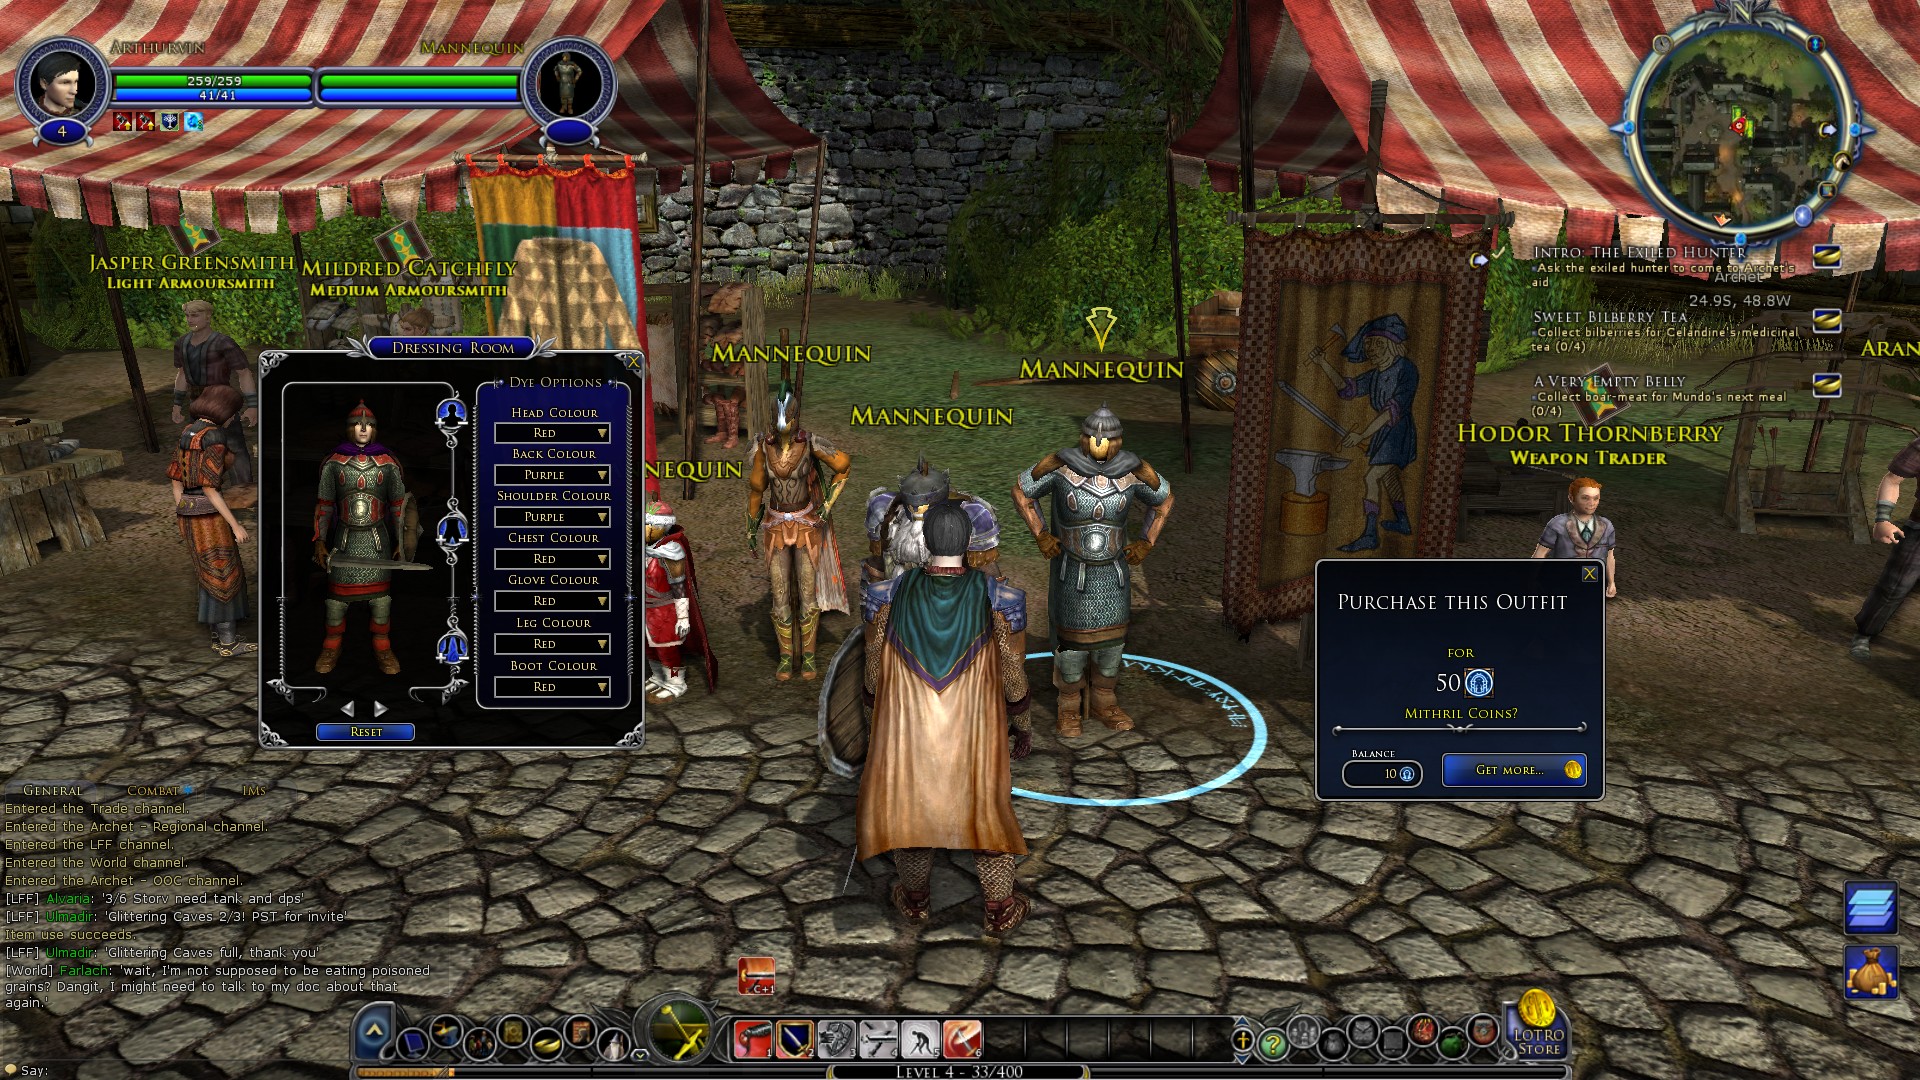 Arthurvin
Mannequin
259/259
41/41
4
N
Jasper Greensmith
Light Armoursmith
Mildred Catchfly
Medium Armoursmith
Intro: The Exiled Hunter
Ask the exiled hunter to come to Archet's
aid
Archet
24.9S, 48.8W
Sweet Bilberry Tea
Collect bilberries for Celandine's medicinal
tea (0/4)
A Very Empty Belly
Collect boar-meat for Mundo's next meal
(0/4)
Aran
Mannequin
Mannequin
Mannequin
nequin
Hodor Thornberry
Weapon Trader
Dressing Room
Dye Options
Head Colour
Red
Back Colour
Purple
Shoulder Colour
Purple
Chest Colour
Red
Glove Colour
Red
Leg Colour
Red
Boot Colour
Red
Reset
Purchase this Outfit
for
50
Mithril Coins?
Balance
10
Get more...
General
Combat
IMs
Entered the Trade channel.
Entered the Archet - Regional channel.
Entered the LFF channel.
Entered the World channel.
Entered the Archet - OOC channel.
[LFF] Alvaria: '3/6 Storv need tank and dps'
[LFF] Ulmadir: 'Glittering Caves 2/3! PST for invite'
Item use succeeds.
[LFF] Ulmadir: 'Glittering Caves full, thank you'
[World] Farlach: 'wait, I'm not supposed to be eating poisoned
grains? Dangit, I might need to talk to my doc about that
again.'
Say:
C+1
1
2
3
4
5
6
?
LOTRO
Store
Level 4 - 33/400